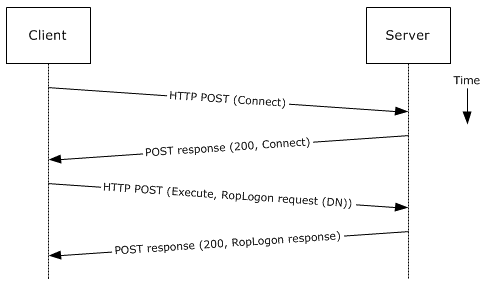 Client
Server
Time
HTTP POST (Connect)
POST response (200, Connect)
HTTP POST (Execute, RopLogon request (DN))
POST response (200, RopLogon response)